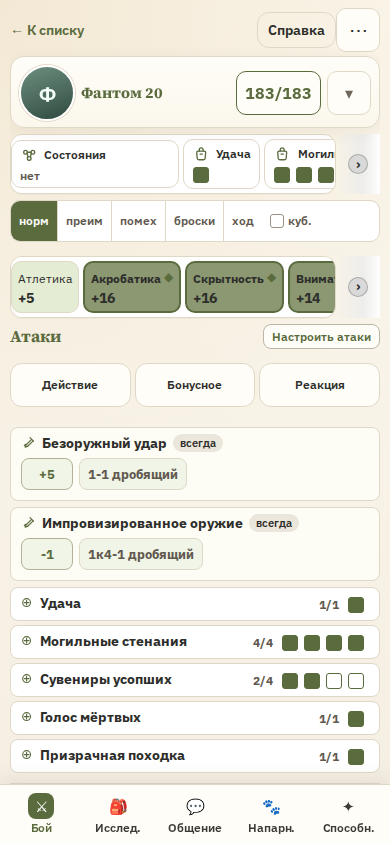 ← К списку
Справка
...
Ф
Фантом 20
183/183
▾
Состояния
нет
Удача
Могил
›
норм
преим
помех
броски
ход
куб.
Атлетика
+5
Акробатика ◆
+16
Скрытность ◆
+16
Внима
+14
›
Атаки
Настроить атаки
Действие
Бонусное
Реакция
Безоружный удар всегда
+5
1-1 дробящий
Импровизированное оружие всегда
-1
1к4-1 дробящий
Удача 1/1
Могильные стенания 4/4
Сувениры усопших 2/4
Голос мёртвых 1/1
Призрачная походка 1/1
Бой
Исслед.
Общение
Напарн.
Способн.